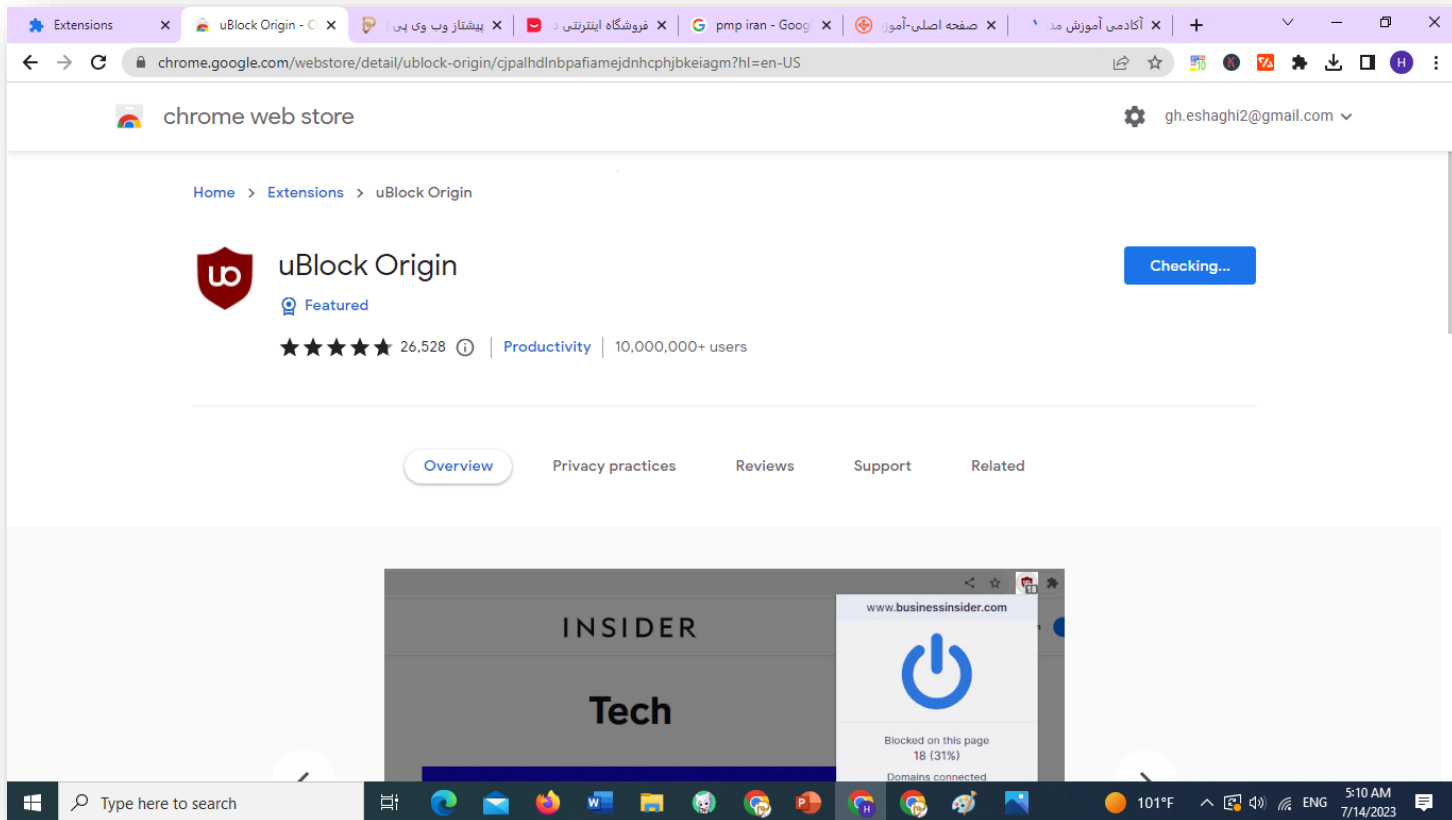 Extensions
uBlock Origin - C
پیشتاز وب وی پی
فروشگاه اینترنتی د
pmp iran - Goog
صفحه اصلی-آموز
آکادمی آموزش مد
chrome.google.com/webstore/detail/ublock-origin/cjpalhdlnbpafiamejdnhcphjbkeiagm?hl=en-US
10
K
H
chrome web store
gh.eshaghi2@gmail.com
Home > Extensions > uBlock Origin
uBlock Origin
Checking...
Featured
26,528
Productivity
10,000,000+ users
Overview
Privacy practices
Reviews
Support
Related
18
www.businessinsider.com
INSIDER
Tech
Blocked on this page
18 (31%)
Domains connected
Type here to search
101°F
ENG
5:10 AM
7/14/2023